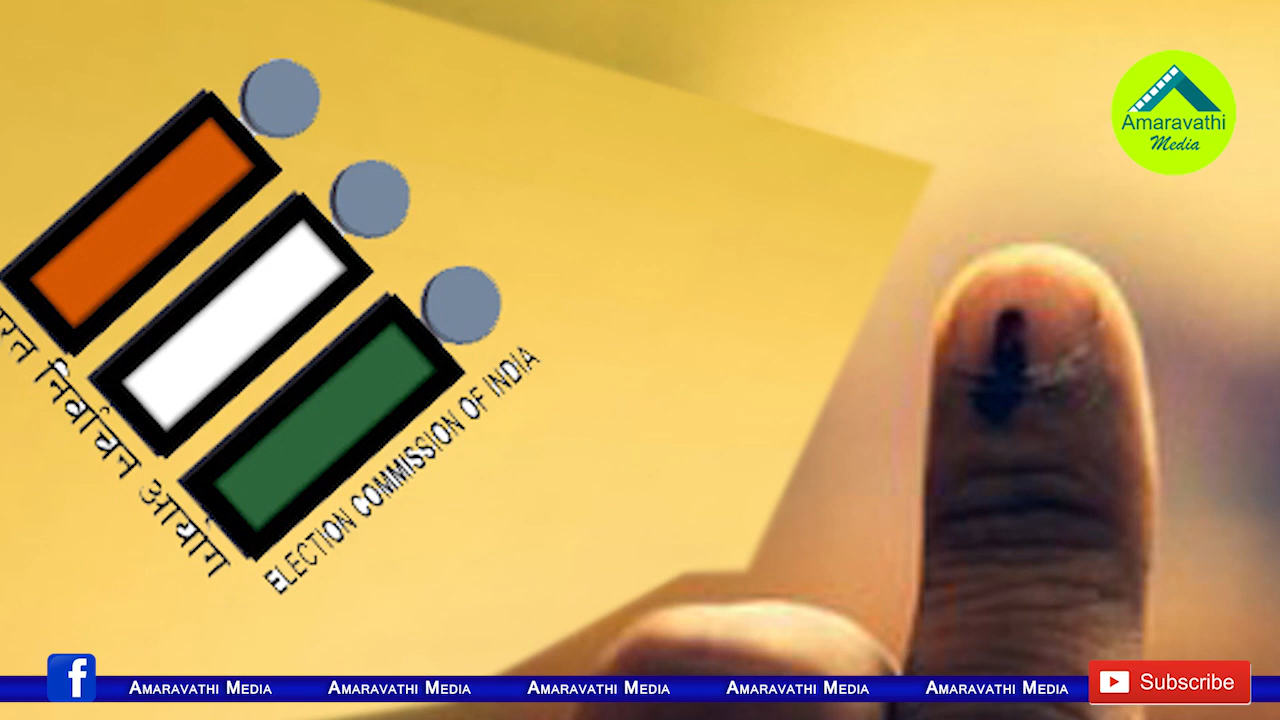 Amaravathi
Media
निर्वाचन आयोग
ELECTION COMMISSION OF INDIA
f
AMARAVATHI MEDIA AMARAVATHI MEDIA AMARAVATHI MEDIA AMARAVATHI MEDIA AMARAVATHI MEDIA
Subscribe